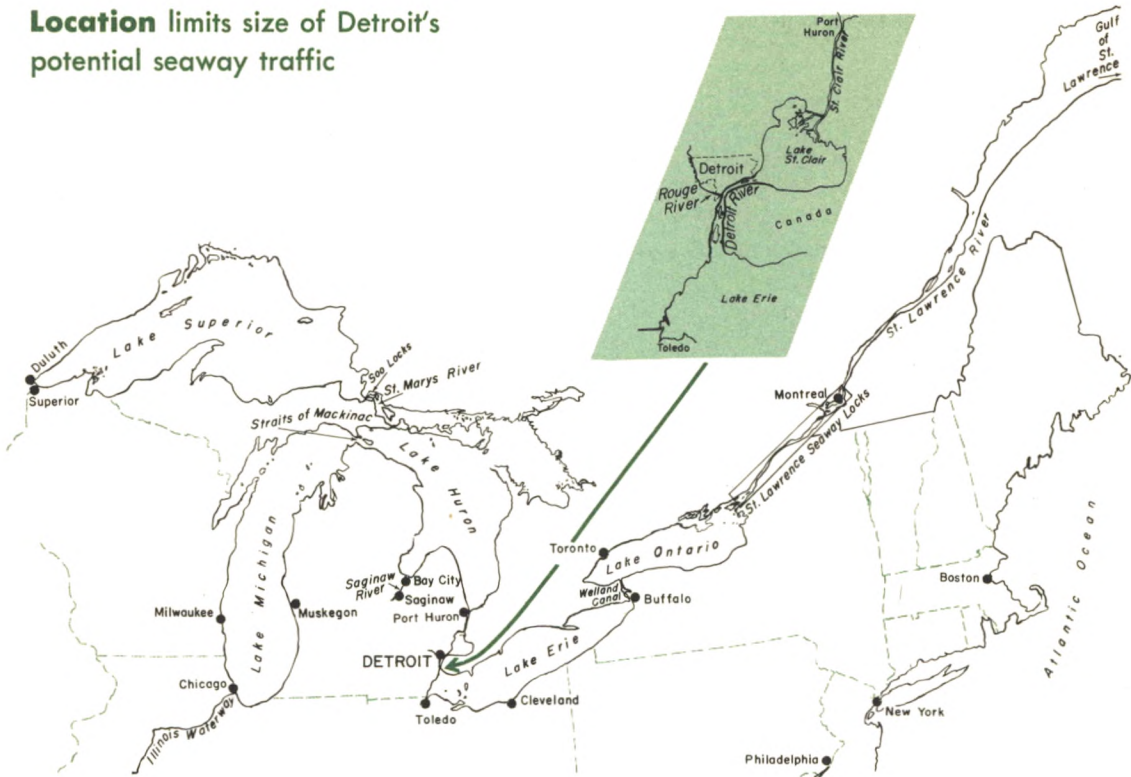 Location limits size of Detroit's
potential seaway traffic
Port
Huron
St. Clair River
Lake
St. Clair
Detroit
Rouge
River
Detroit River
Canada
Lake Erie
Toledo
Gulf
of
St.
Lawrence
St. Lawrence River
Montreal
St. Lawrence Seaway Locks
Duluth
Superior
Lake Superior
Soo Locks
St. Marys River
Straits of Mackinac
Lake Huron
Lake Michigan
Saginaw
River
Bay City
Saginaw
Port Huron
Milwaukee
Muskegon
Chicago
Illinois Waterway
DETROIT
Toledo
Cleveland
Lake Erie
Toronto
Lake Ontario
Welland
Canal
Buffalo
Boston
Atlantic Ocean
New York
Philadelphia